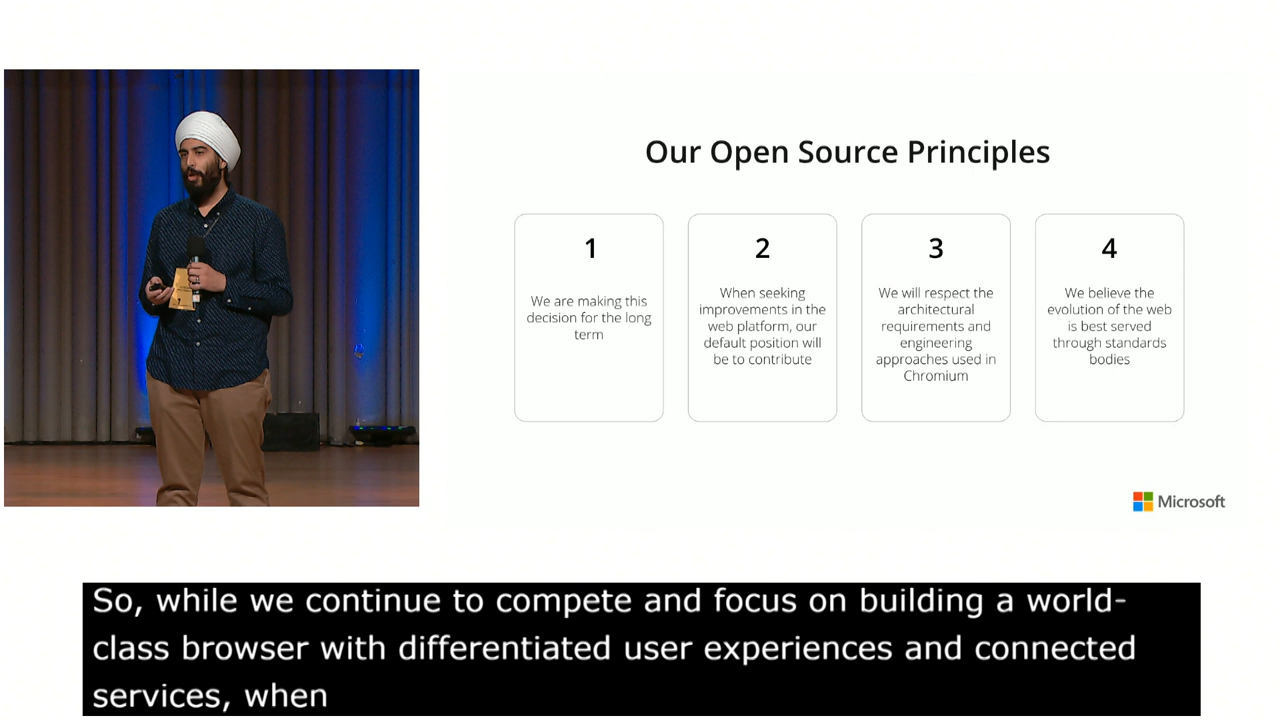 Our Open Source Principles
1
We are making this
decision for the long
term
2
When seeking
improvements in the
web platform, our
default position will
be to contribute
3
We will respect the
architectural
requirements and
engineering
approaches used in
Chromium
4
We believe the
evolution of the web
is best served
through standards
bodies
Microsoft
So, while we continue to compete and focus on building a world-
class browser with differentiated user experiences and connected
services, when